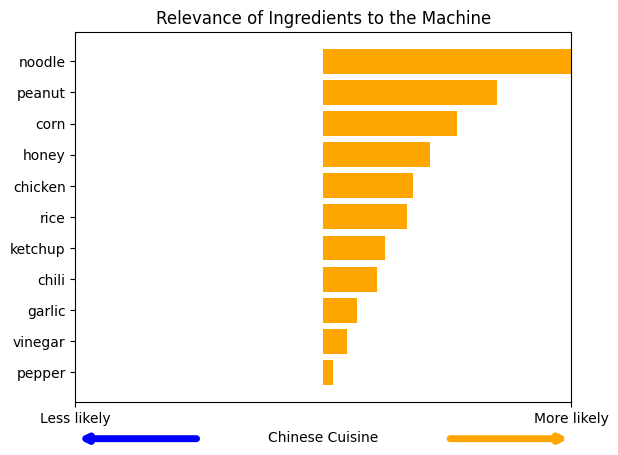 Relevance of Ingredients to the Machine
noodle
peanut
corn
honey
chicken
rice
ketchup
chili
garlic
vinegar
pepper
Less likely More likely
Chinese Cuisine